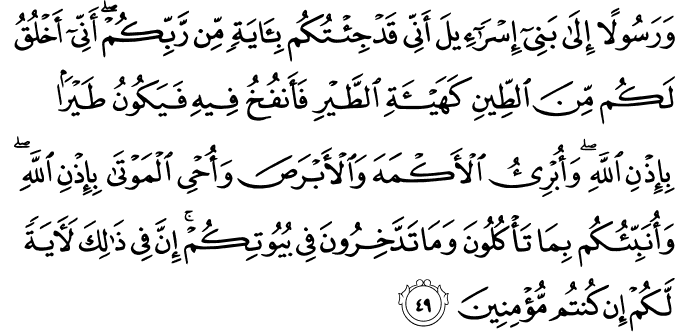 وَرَسُولًا إِلَىٰ بَنِيٓ إِسْرَٰٓءِيلَ أَنِّي قَدْ جِئْتُكُم بِـَٔايَةٍ مِّن رَّبِّكُمْ ۖ أَنِّيٓ أَخْلُقُ
لَكُم مِّنَ ٱلطِّينِ كَهَيْـَٔةِ ٱلطَّيْرِ فَأَنفُخُ فِيهِ فَيَكُونُ طَيْرًۢا
بِإِذْنِ ٱللَّهِ ۖ وَأُبْرِئُ ٱلْأَكْمَهَ وَٱلْأَبْرَصَ وَأُحْيِ ٱلْمَوْتَىٰ بِإِذْنِ ٱللَّهِ ۖ
وَأُنَبِّئُكُم بِمَا تَأْكُلُونَ وَمَا تَدَّخِرُونَ فِي بُيُوتِكُمْ ۚ إِنَّ فِي ذَٰلِكَ لَـَٔايَةً
لَّكُمْ إِن كُنتُم مُّؤْمِنِينَ ٤٩